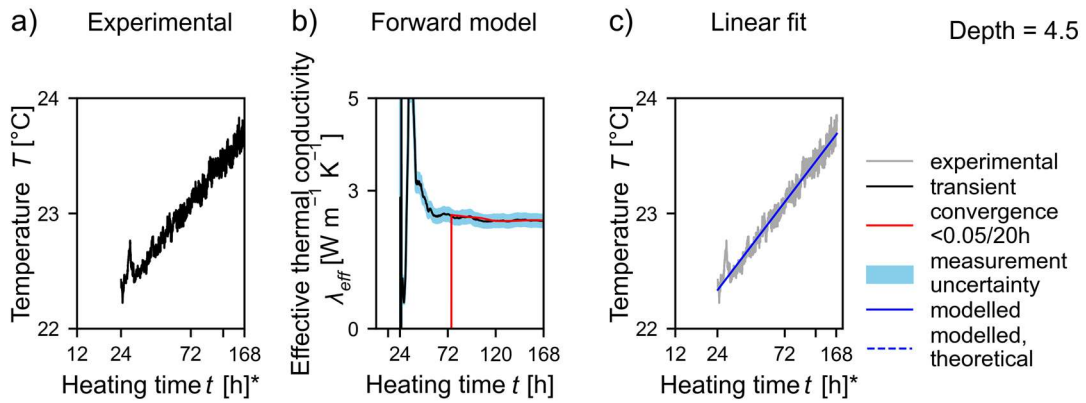 a) Experimental
b) Forward model
c) Linear fit
Depth = 4.5
Temperature T [°C]
24
23
22
12 24 72 168
Heating time t [h]*
Effective thermal conductivity
λeff [W m⁻¹ K⁻¹]
5
3
0
24 72 120 168
Heating time t [h]
Temperature T [°C]
24
23
22
12 24 72 168
Heating time t [h]*
experimental
transient
convergence
<0.05/20h
measurement
uncertainty
modelled
modelled,
theoretical